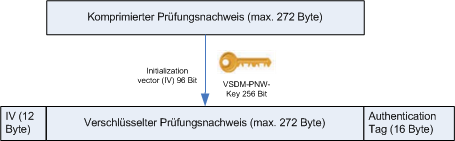 Komprimierter Prüfungsnachweis (max. 272 Byte)
Initialization
vector (IV) 96 Bit
VSDM-PNW-
Key 256 Bit
IV (12
Byte)
Verschlüsselter Prüfungsnachweis (max. 272 Byte)
Authentication
Tag (16 Byte)